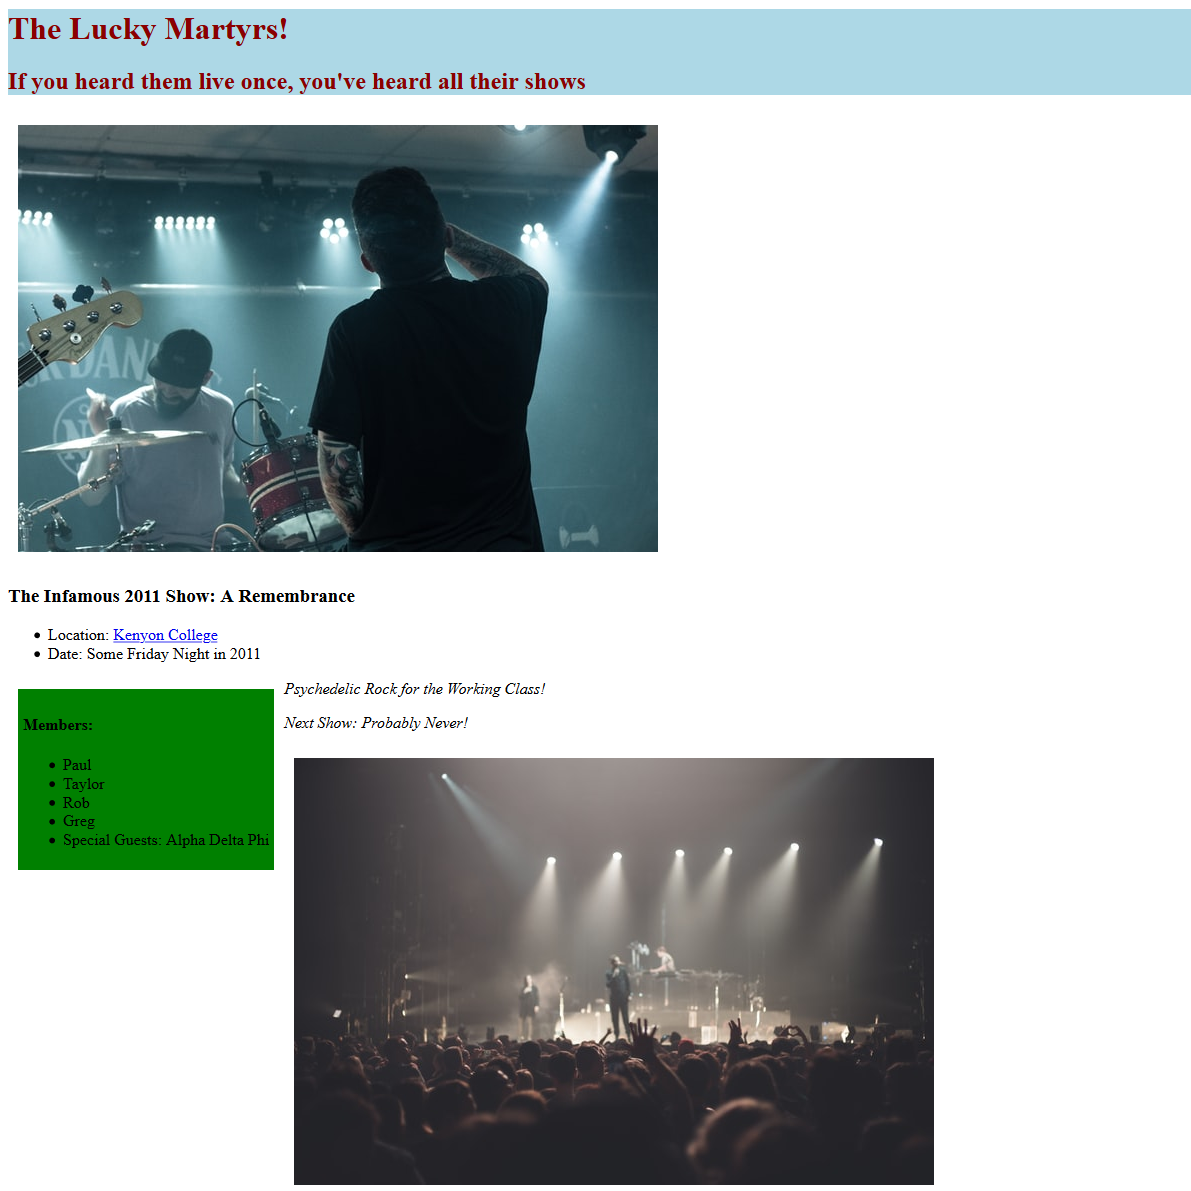 The Lucky Martyrs!
If you heard them live once, you've heard all their shows
The Infamous 2011 Show: A Remembrance
Location: Kenyon College
Date: Some Friday Night in 2011
Members:
Paul
Taylor
Rob
Greg
Special Guests: Alpha Delta Phi
Psychedelic Rock for the Working Class!
Next Show: Probably Never!